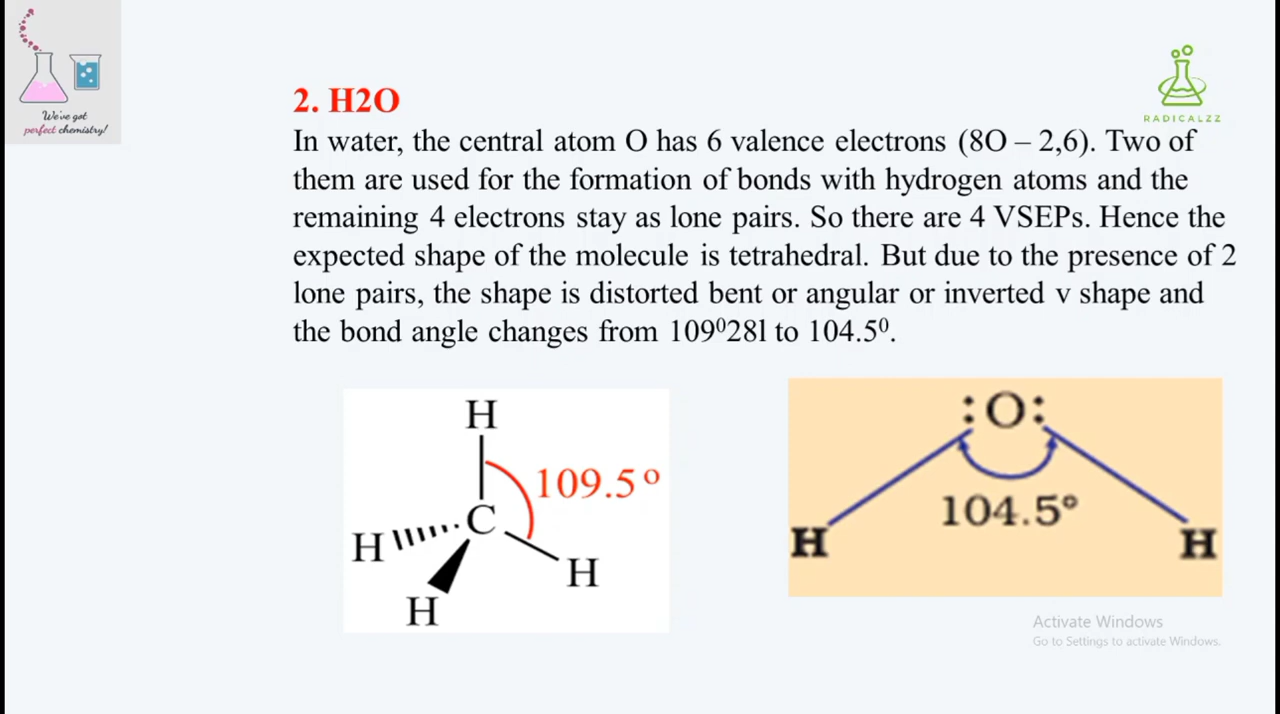 We've got
perfect chemistry!
RADICALZZ
2. H2O
In water, the central atom O has 6 valence electrons (8O – 2,6). Two of
them are used for the formation of bonds with hydrogen atoms and the
remaining 4 electrons stay as lone pairs. So there are 4 VSEPs. Hence the
expected shape of the molecule is tetrahedral. But due to the presence of 2
lone pairs, the shape is distorted bent or angular or inverted v shape and
the bond angle changes from 109⁰28l to 104.5⁰.
H
109.5º
C
H
H
H
:O:
104.5°
H
H
Activate Windows
Go to Settings to activate Windows.